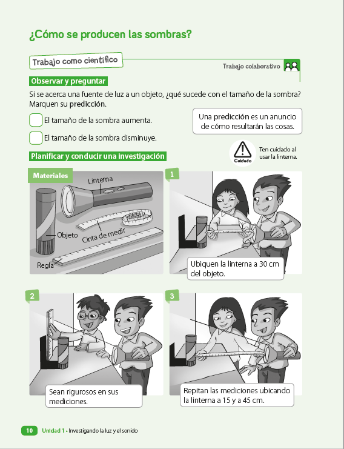 ¿Cómo se producen las sombras?
Trabajo como científico
Trabajo colaborativo
Observar y preguntar
Si se acerca una fuente de luz a un objeto, ¿qué sucede con el tamaño de la sombra?
Marquen su predicción.
El tamaño de la sombra aumenta.
El tamaño de la sombra disminuye.
Una predicción es un anuncio
de cómo resultarán las cosas.
Cuidado
Ten cuidado al
usar la linterna.
Planificar y conducir una investigación
Materiales
Linterna
Objeto
Cinta de medir
Regla
1
Ubiquen la linterna a 30 cm
del objeto.
2
Sean rigurosos en sus
mediciones.
3
Repitan las mediciones ubicando
la linterna a 15 y a 45 cm.
10
Unidad 1 • Investigando la luz y el sonido